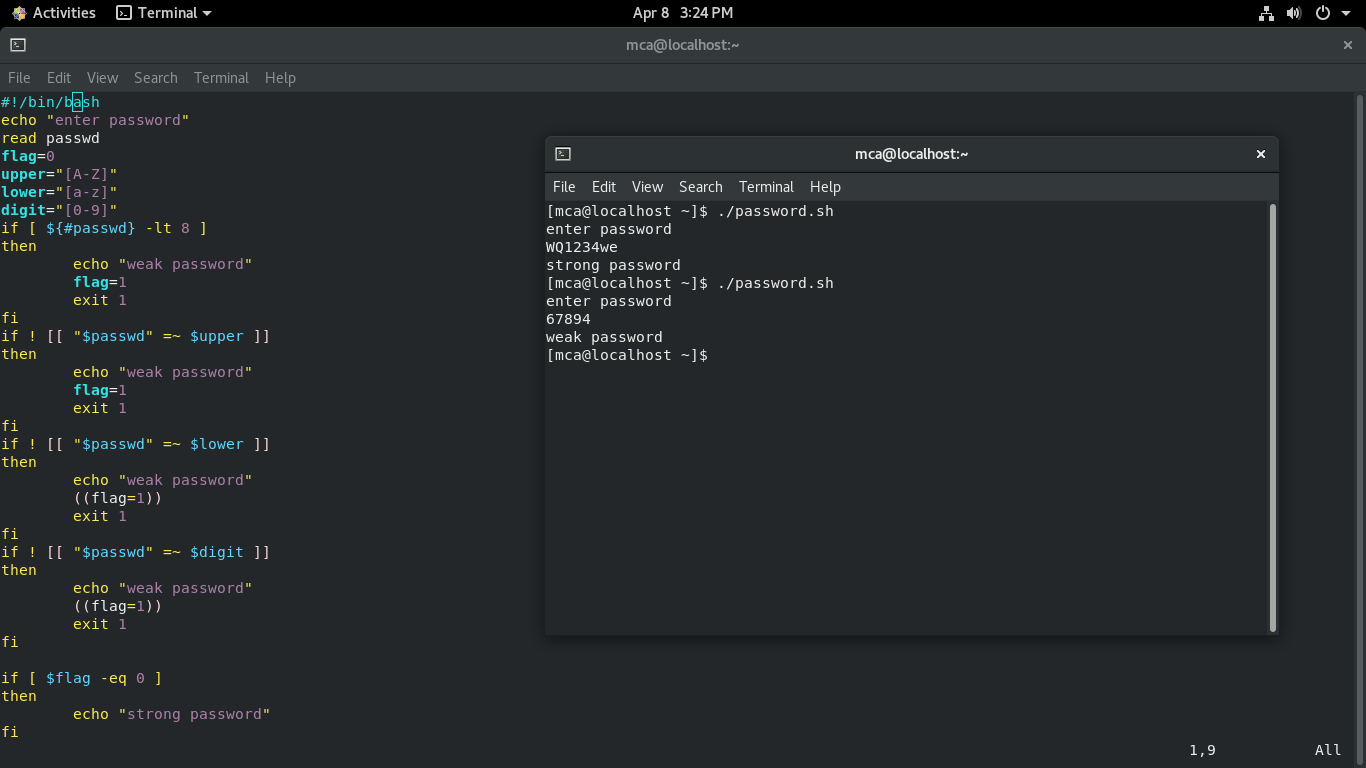 Activities Terminal Apr 8 3:24 PM
mca@localhost:~
File Edit View Search Terminal Help
#!/bin/bash
echo "enter password"
read passwd
flag=0
upper="[A-Z]"
lower="[a-z]"
digit="[0-9]"
if [ ${#passwd} -lt 8 ]
then
        echo "weak password"
        flag=1
        exit 1
fi
if ! [[ "$passwd" =~ $upper ]]
then
        echo "weak password"
        flag=1
        exit 1
fi
if ! [[ "$passwd" =~ $lower ]]
then
        echo "weak password"
        ((flag=1))
        exit 1
fi
if ! [[ "$passwd" =~ $digit ]]
then
        echo "weak password"
        ((flag=1))
        exit 1
fi
if [ $flag -eq 0 ]
then
        echo "strong password"
fi
1,9 All
mca@localhost:~
File Edit View Search Terminal Help
[mca@localhost ~]$ ./password.sh
enter password
WQ1234we
strong password
[mca@localhost ~]$ ./password.sh
enter password
67894
weak password
[mca@localhost ~]$